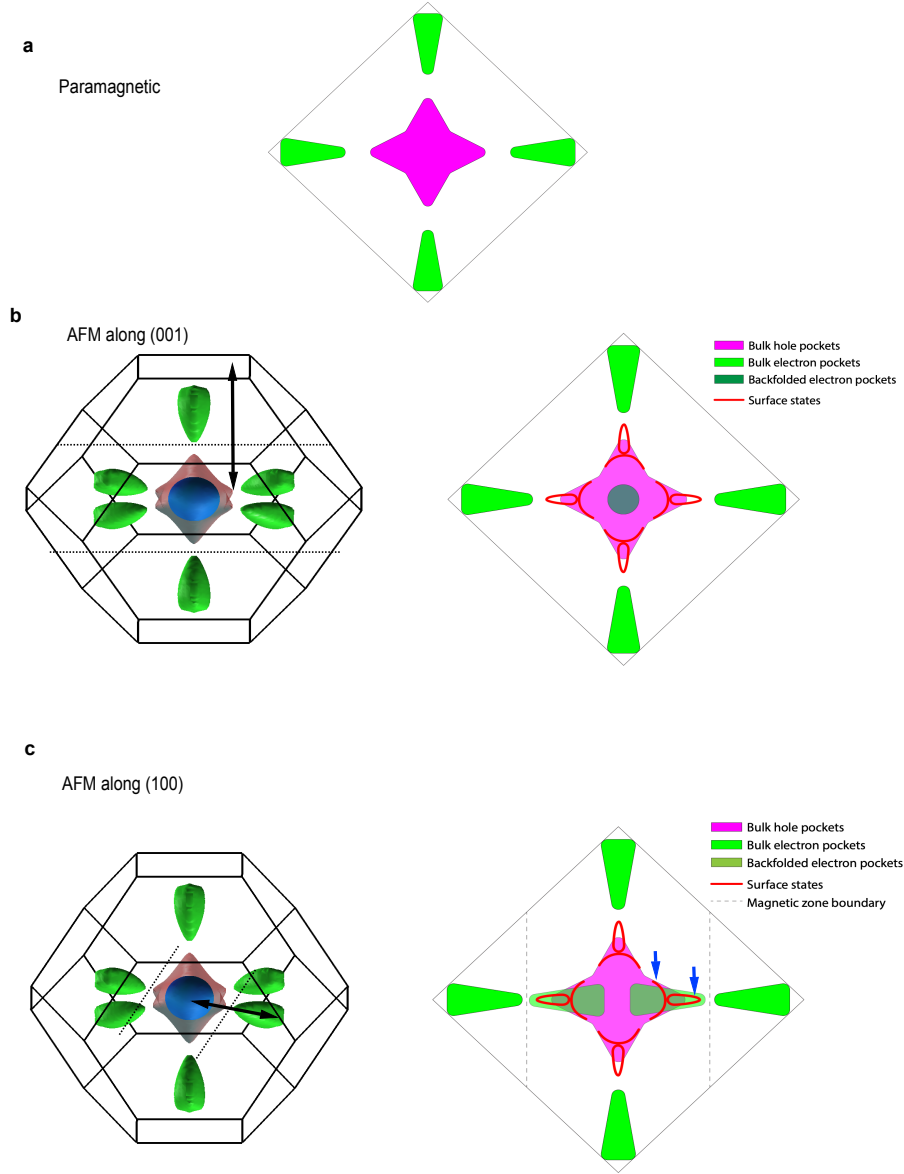 a
Paramagnetic
b
AFM along (001)
Bulk hole pockets
Bulk electron pockets
Backfolded electron pockets
Surface states
c
AFM along (100)
Bulk hole pockets
Bulk electron pockets
Backfolded electron pockets
Surface states
Magnetic zone boundary